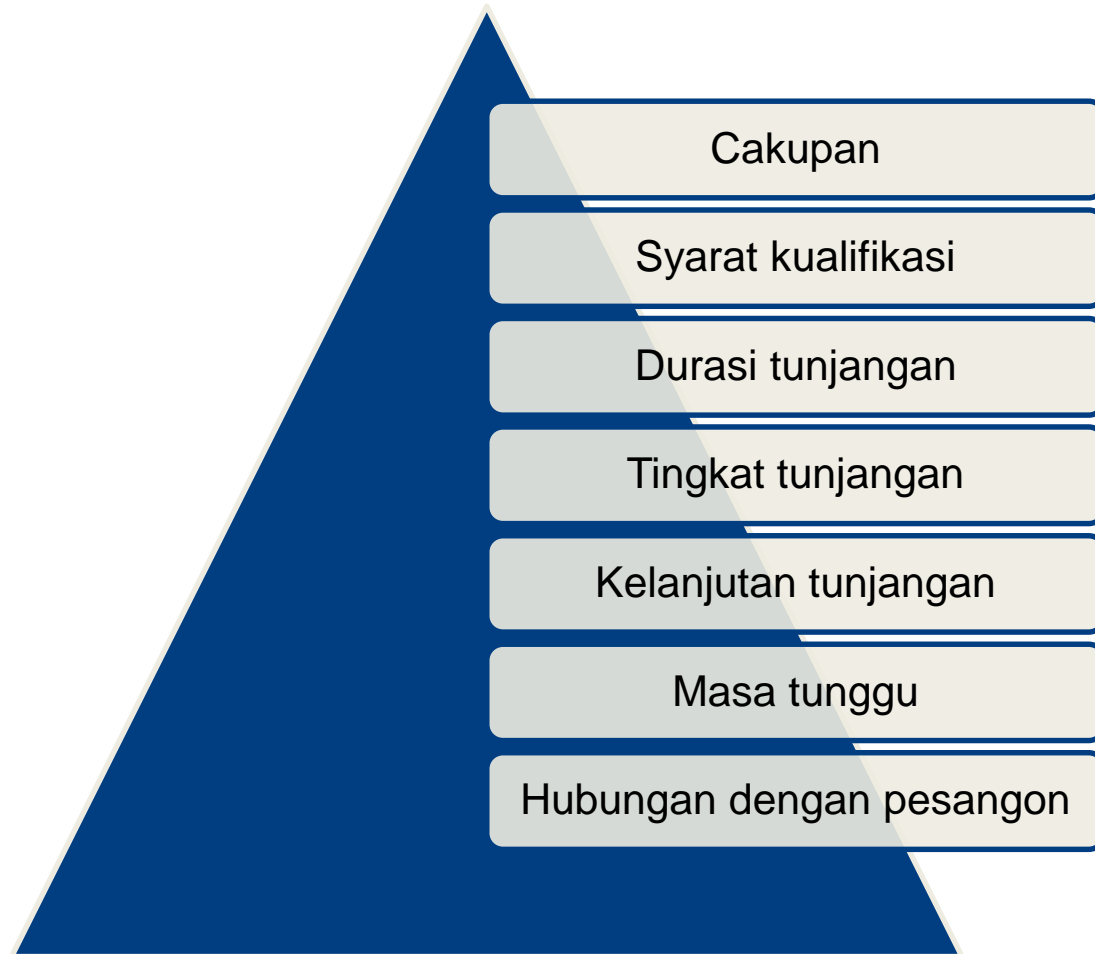 Cakupan
Syarat kualifikasi
Durasi tunjangan
Tingkat tunjangan
Kelanjutan tunjangan
Masa tunggu
Hubungan dengan pesangon